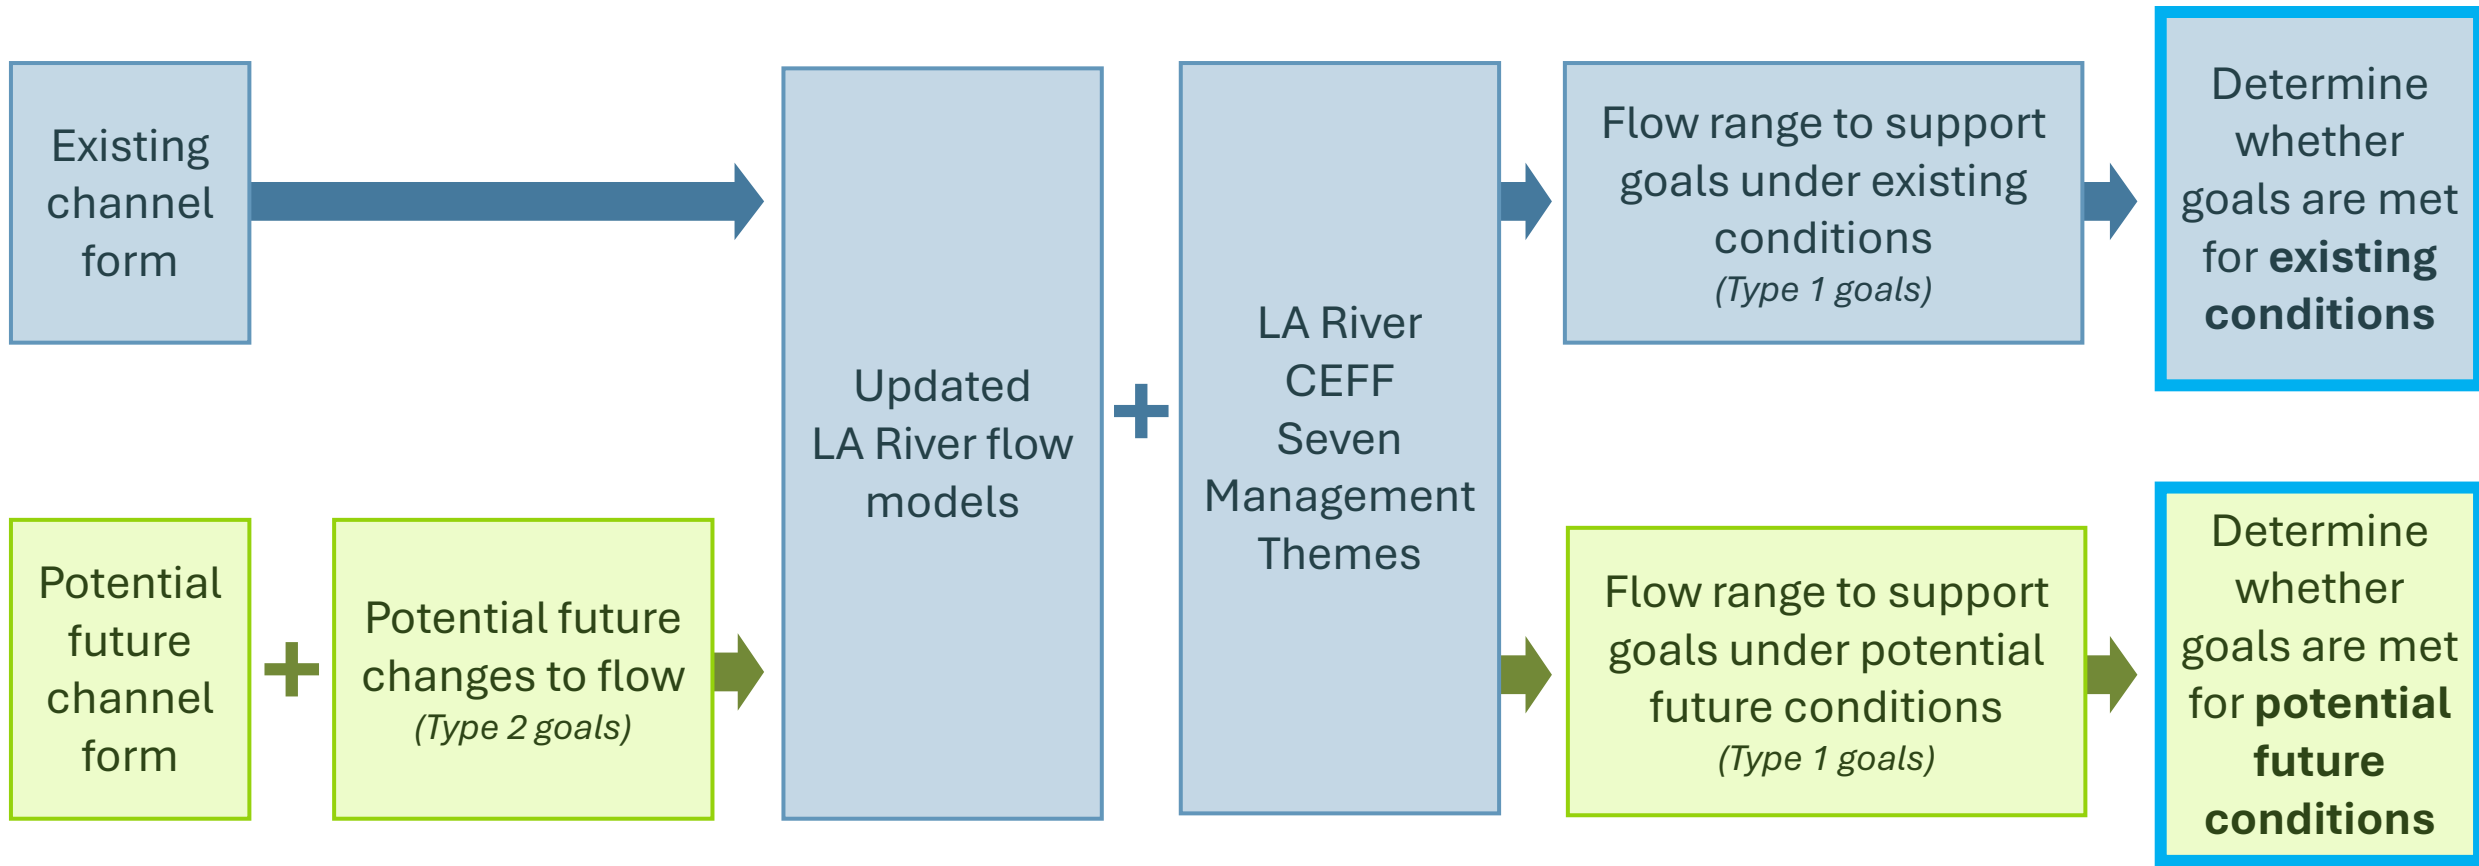 Existing
channel
form
Potential
future
channel
form
+
Potential future
changes to flow
(Type 2 goals)
Updated
LA River flow
models
+
LA River
CEFF
Seven
Management
Themes
Flow range to support
goals under existing
conditions
(Type 1 goals)
Flow range to support
goals under potential
future conditions
(Type 1 goals)
Determine
whether
goals are met
for existing
conditions
Determine
whether
goals are met
for potential
future
conditions